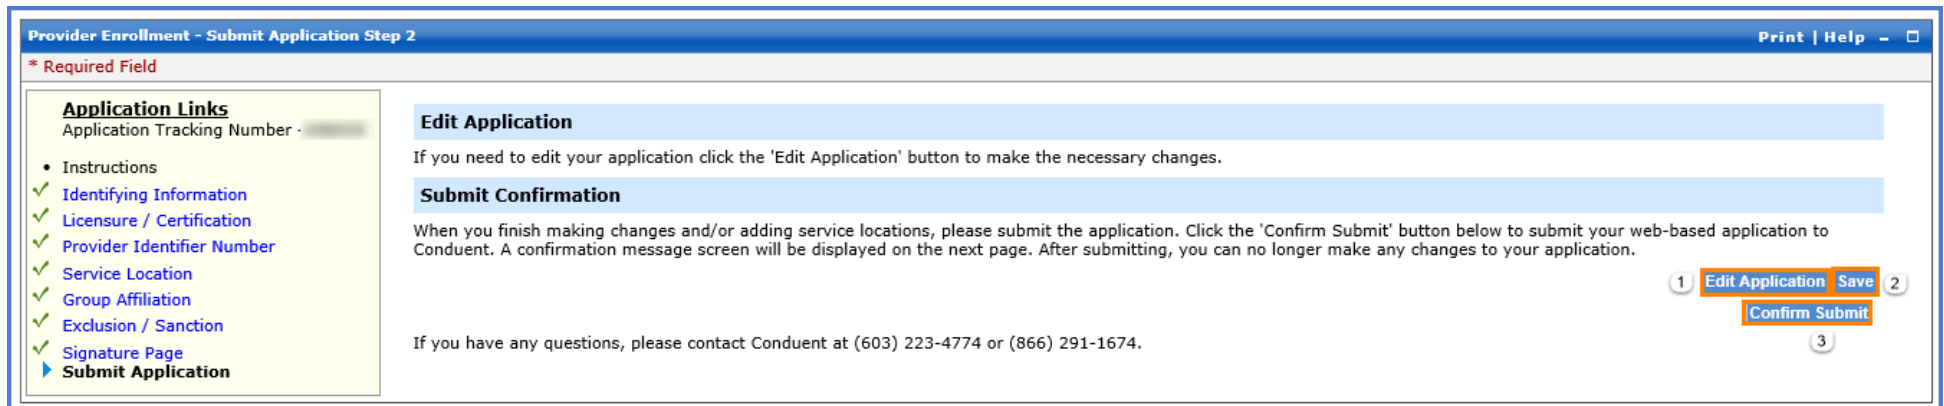 Provider Enrollment - Submit Application Step 2
Print | Help
* Required Field
Application Links
Application Tracking Number -
• Instructions
Identifying Information
Licensure / Certification
Provider Identifier Number
Service Location
Group Affiliation
Exclusion / Sanction
Signature Page
Submit Application
Edit Application
If you need to edit your application click the 'Edit Application' button to make the necessary changes.
Submit Confirmation
When you finish making changes and/or adding service locations, please submit the application. Click the 'Confirm Submit' button below to submit your web-based application to
Conduent. A confirmation message screen will be displayed on the next page. After submitting, you can no longer make any changes to your application.
1 Edit Application Save 2
Confirm Submit
3
If you have any questions, please contact Conduent at (603) 223-4774 or (866) 291-1674.